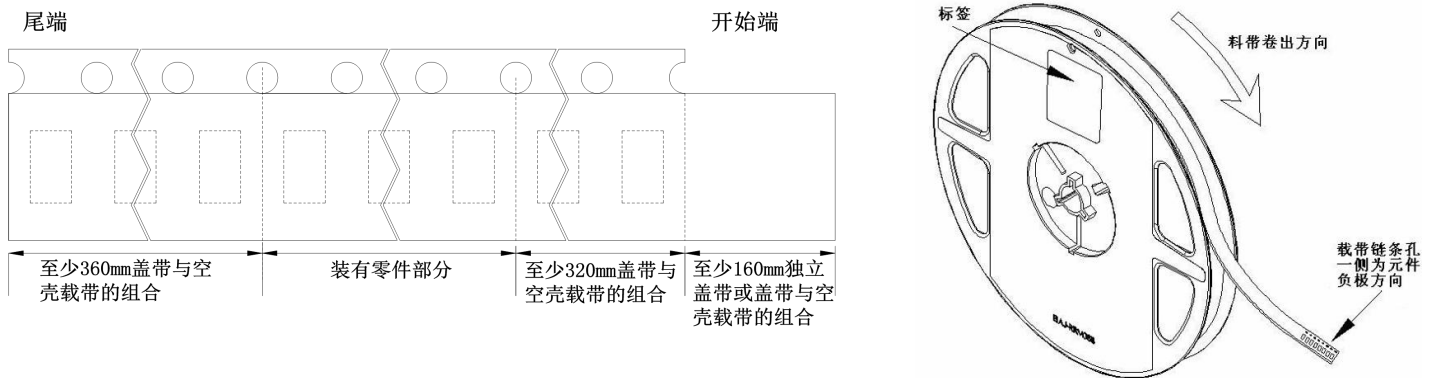 尾端
开始端
至少360mm盖带与空
壳载带的组合
装有零件部分
至少320mm盖带与
空壳载带的组合
至少160mm独立
盖带或盖带与空
壳载带的组合
标签
料带卷出方向
载带链条孔
一侧为元件
负极方向